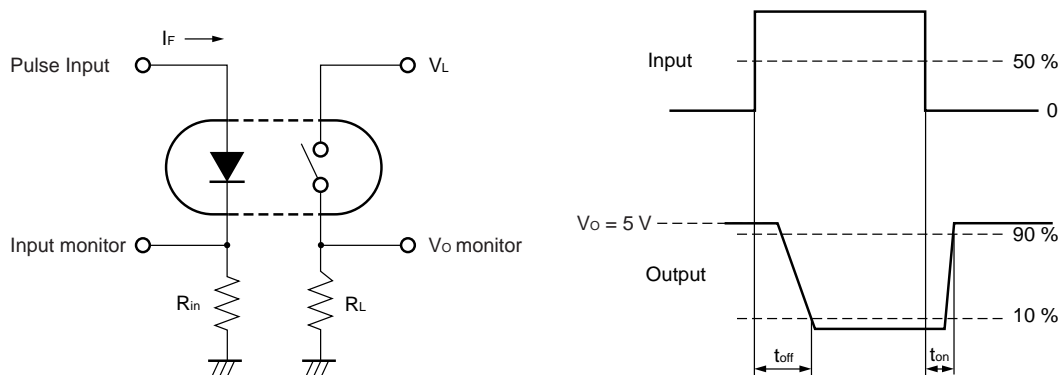 IF
Pulse Input
VL
Input monitor
VO monitor
Rin
RL
Input
50 %
0
VO = 5 V
90 %
Output
10 %
toff
ton